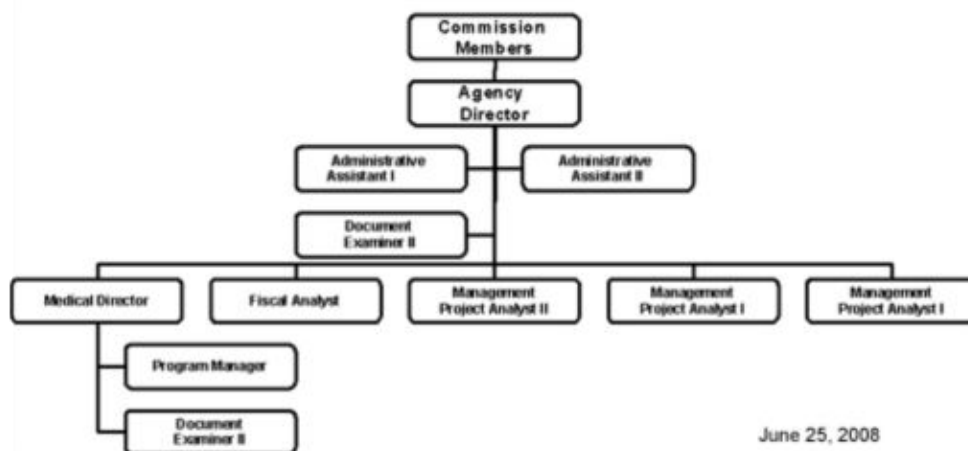 Commission
Members
Agency
Director
Administrative
Assistant I
Administrative
Assistant II
Document
Examiner II
Medical Director
Fiscal Analyst
Management
Project Analyst II
Management
Project Analyst I
Management
Project Analyst I
Program Manager
Document
Examiner II
June 25, 2008